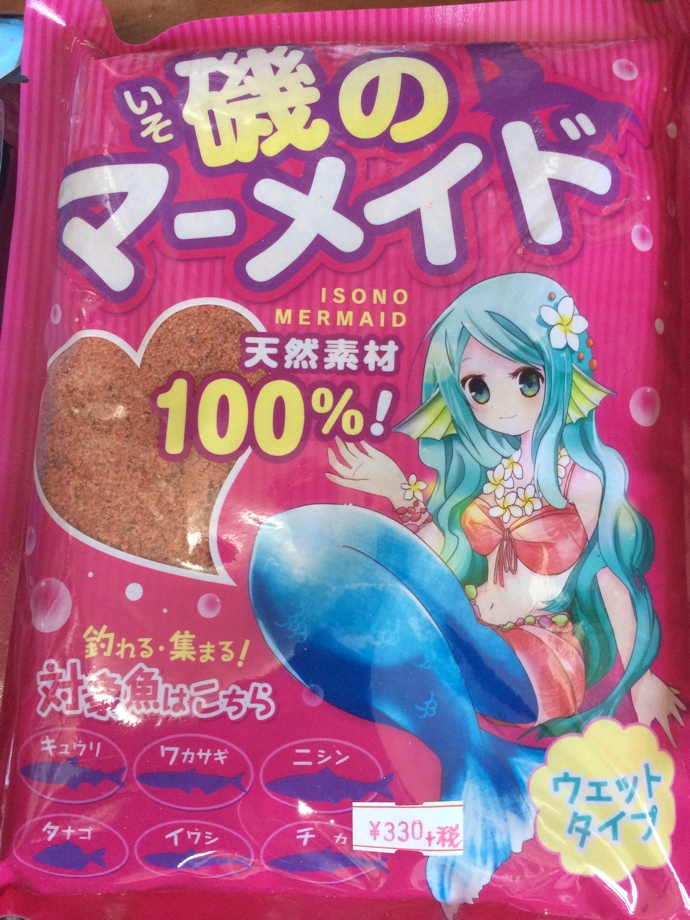 いそ
磯の
マーメイド
ISONO
MERMAID
天然素材
100%!
釣れる・集まる!
対象魚はこちら
キュウリ ワカサギ ニシン
タナゴ イワシ チカ
¥330+税
ウェット
タイプ